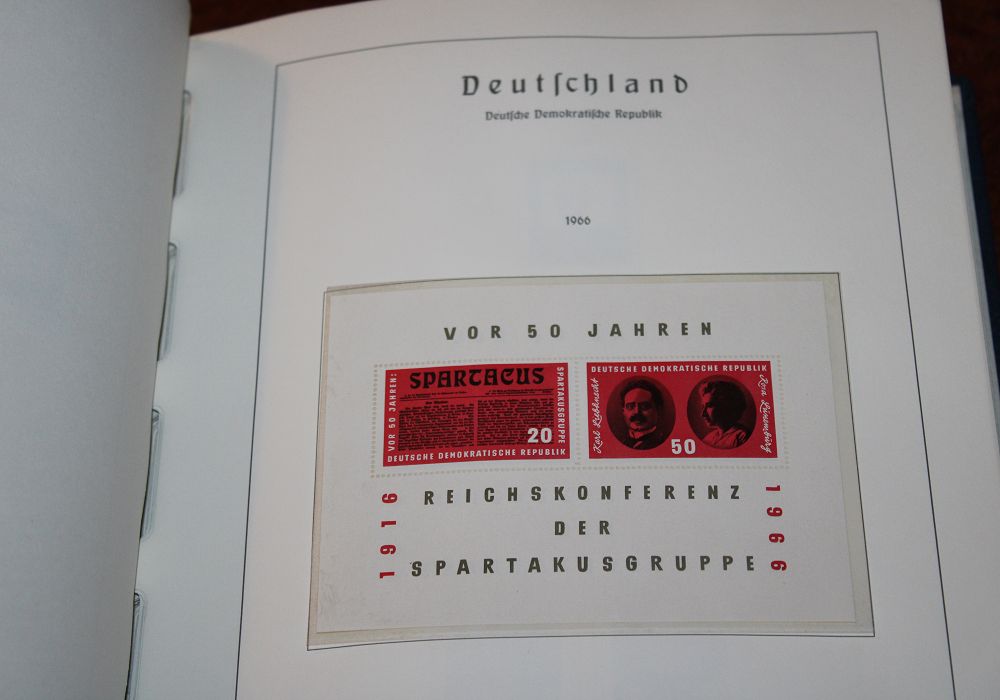 Deutschland
Deutsche Demokratische Republik
1966
VOR 50 JAHREN
VOR 50 JAHREN:
SPARTACUS
SPARTAKUSGRUPPE
20
DEUTSCHE DEMOKRATISCHE REPUBLIK
DEUTSCHE DEMOKRATISCHE REPUBLIK
Karl Liebknecht
Rosa Luxemburg
50
1916
REICHSKONFERENZ
DER
SPARTAKUSGRUPPE
1966